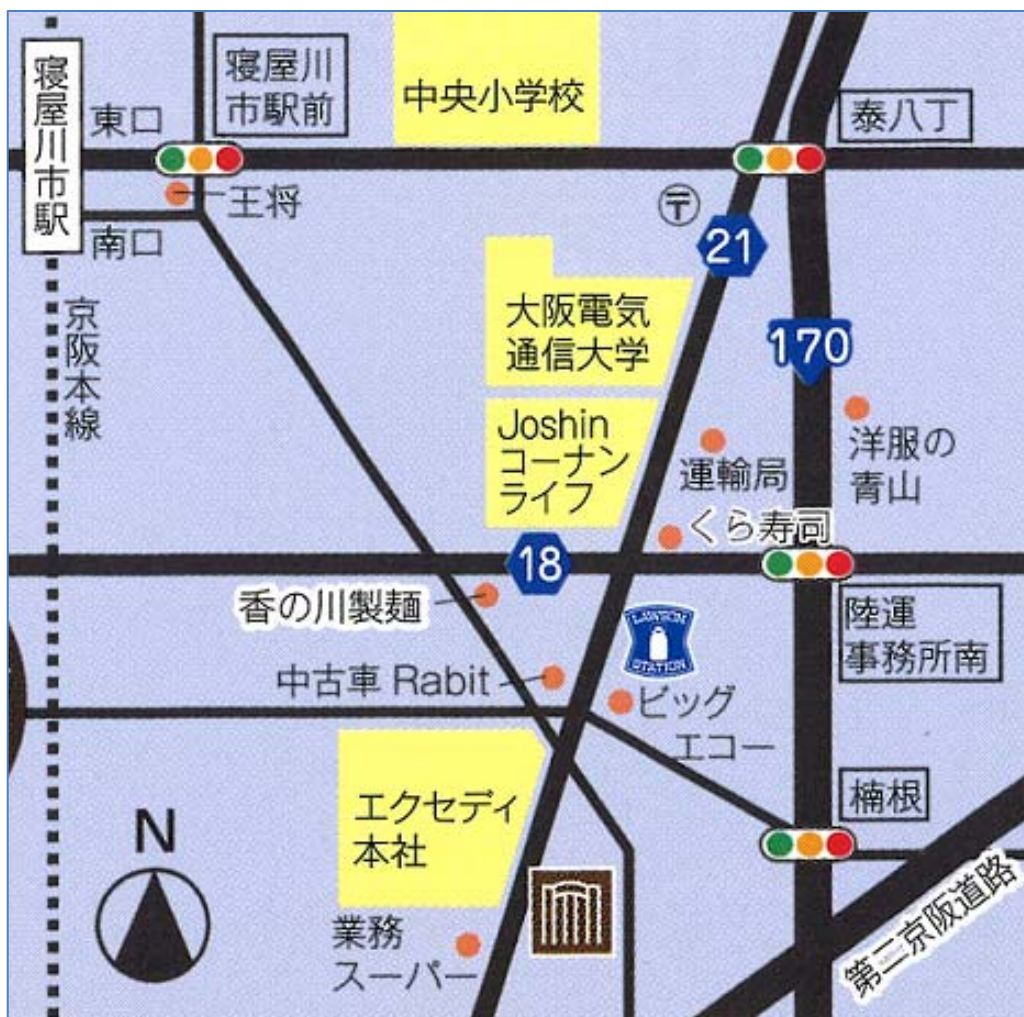 寝屋川市駅
東口
寝屋川
市駅前
中央小学校
泰八丁
王将
南口
〒
21
京阪本線
大阪電気
通信大学
170
Joshin
コーナン
ライフ
運輸局
洋服の
青山
くら寿司
18
香の川製麺
LAWSON
STATION
陸運
事務所南
中古車 Rabit
ビッグ
エコー
エクセディ
本社
楠根
N
第二京阪道路
業務
スーパー